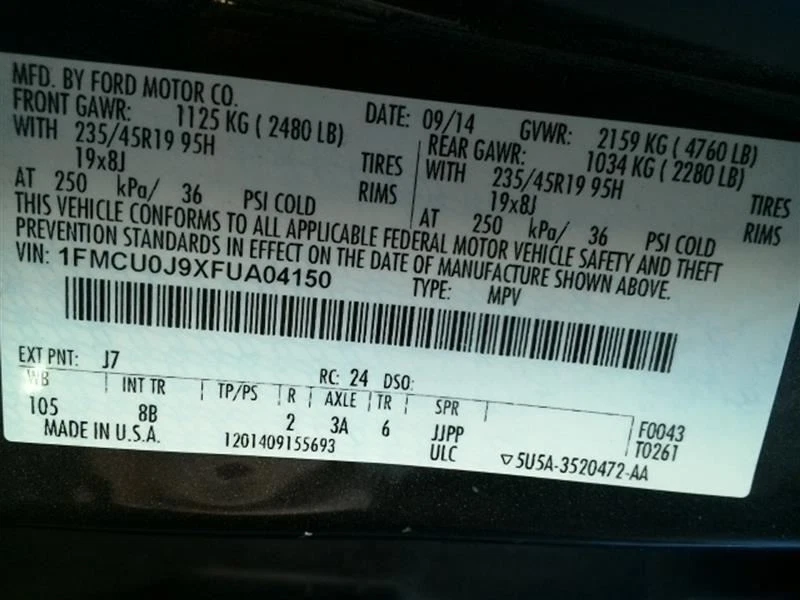 MFD. BY FORD MOTOR CO.
DATE: 09/14 GVWR: 2159 KG ( 4760 LB)
FRONT GAWR: 1125 KG ( 2480 LB) REAR GAWR: 1034 KG ( 2280 LB)
WITH 235/45R19 95H TIRES WITH 235/45R19 95H TIRES
19x8J RIMS 19x8J RIMS
AT 250 kPa/ 36 PSI COLD AT 250 kPa/ 36 PSI COLD
THIS VEHICLE CONFORMS TO ALL APPLICABLE FEDERAL MOTOR VEHICLE SAFETY AND THEFT
PREVENTION STANDARDS IN EFFECT ON THE DATE OF MANUFACTURE SHOWN ABOVE.
VIN: 1FMCU0J9XFUA04150 TYPE: MPV
EXT PNT: J7 RC: 24 DSO:
WB INT TR TP/PS R AXLE TR SPR
105 8B 2 3A 6 JJPP F0043
MADE IN U.S.A. 1201409155693 ULC ▽5U5A-3520472-AA T0261